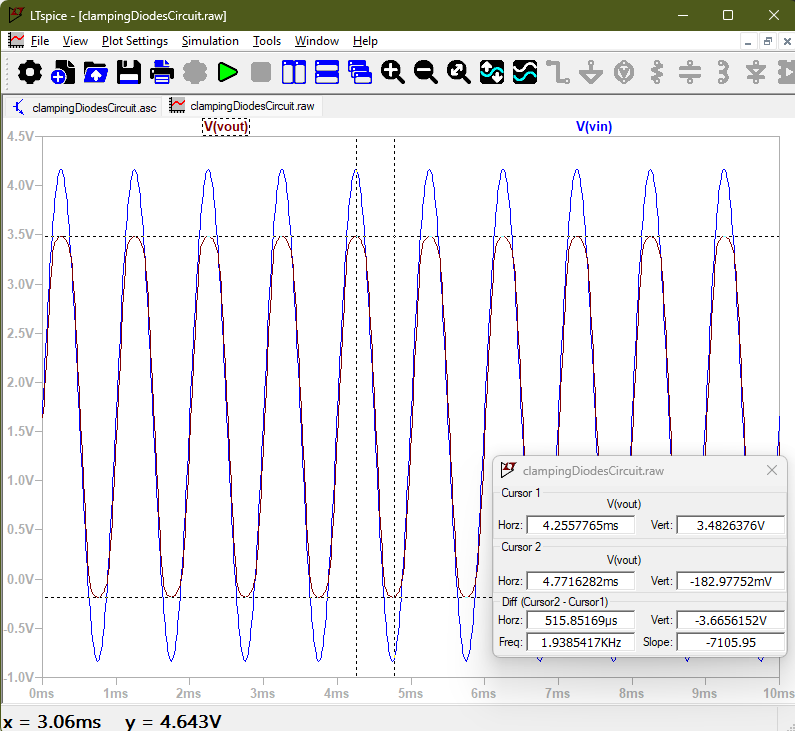 LTspice - [clampingDiodesCircuit.raw]
File View Plot Settings Simulation Tools Window Help
clampingDiodesCircuit.asc clampingDiodesCircuit.raw
V(vout) V(vin)
4.5V
4.0V
3.5V
3.0V
2.5V
2.0V
1.5V
1.0V
0.5V
0.0V
-0.5V
-1.0V
0ms 1ms 2ms 3ms 4ms 5ms 6ms 7ms 8ms 9ms 10ms
clampingDiodesCircuit.raw
Cursor 1
V(vout)
Horz: 4.2557765ms Vert: 3.4826376V
Cursor 2
V(vout)
Horz: 4.7716282ms Vert: -182.97752mV
Diff (Cursor2 - Cursor1)
Horz: 515.85169µs Vert: -3.6656152V
Freq: 1.9385417KHz Slope: -7105.95
x = 3.06ms y = 4.643V